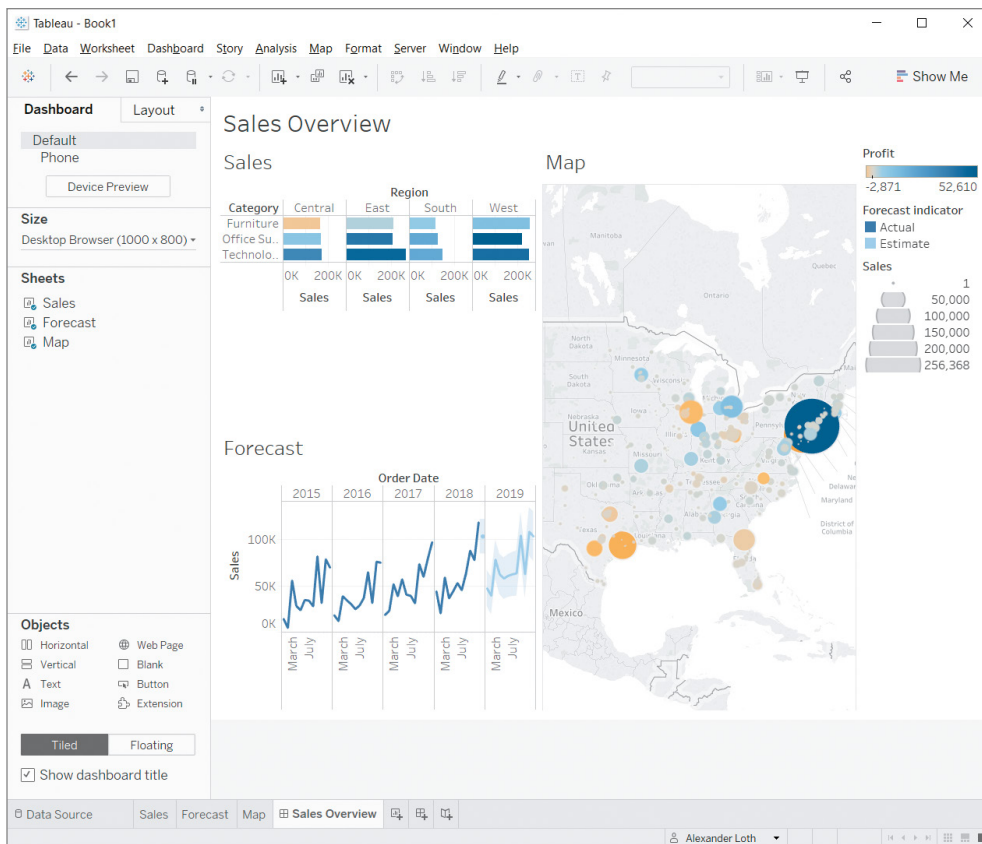 Tableau - Book1
File Data Worksheet Dashboard Story Analysis Map Format Server Window Help
Show Me
Dashboard Layout
Default
Phone
Device Preview
Size
Desktop Browser (1000 x 800)
Sheets
Sales
Forecast
Map
Objects
Horizontal Web Page
Vertical Blank
A Text Button
Image Extension
Tiled Floating
Show dashboard title
Sales Overview
Sales
Region
Category Central East South West
Furniture
Office Su..
Technolo..
0K 200K 0K 200K 0K 200K 0K 200K
Sales Sales Sales Sales
Forecast
Order Date
2015 2016 2017 2018 2019
Sales
100K
50K
0K
March July March July March July March July March July
Map
Manitoba
Quebec
Ontario
North Dakota
Minnesota
South Dakota
Iowa
Nebraska
United States
Kansas
Missouri
Oklahoma
Texas
Mexico
Delawar
Maryland
District of Columbia
Profit
-2,871 52,610
Forecast indicator
Actual
Estimate
Sales
1
50,000
100,000
150,000
200,000
256,368
Data Source Sales Forecast Map Sales Overview
Alexander Loth